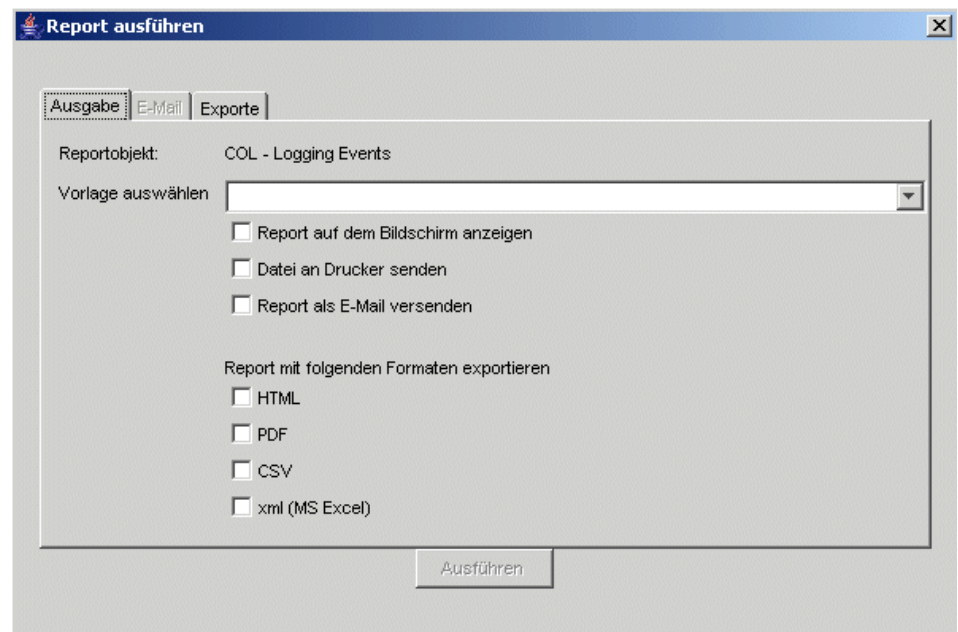 Report ausführen
Ausgabe E-Mail Exporte
Reportobjekt: COL - Logging Events
Vorlage auswählen
Report auf dem Bildschirm anzeigen
Datei an Drucker senden
Report als E-Mail versenden
Report mit folgenden Formaten exportieren
HTML
PDF
CSV
xml (MS Excel)
Ausführen